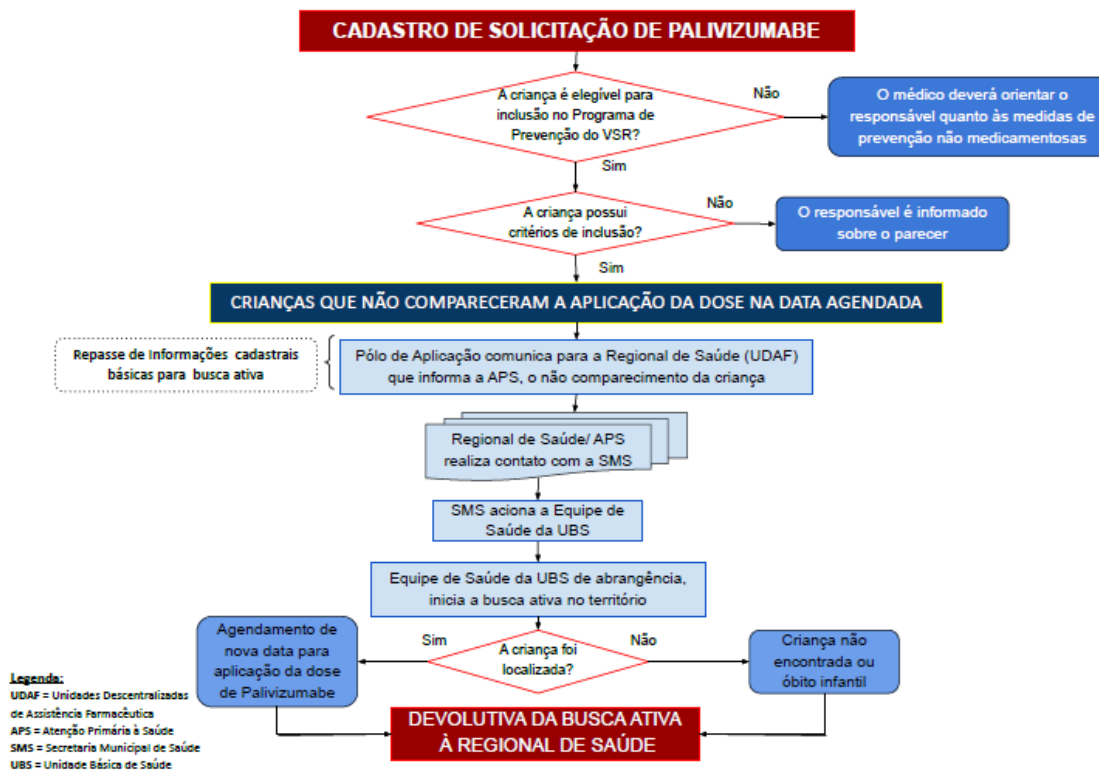 CADASTRO DE SOLICITAÇÃO DE PALIVIZUMABE
A criança é elegível para
inclusão no Programa de
Prevenção do VSR?
Não
O médico deverá orientar o
responsável quanto às medidas de
prevenção não medicamentosas
Sim
A criança possui
critérios de inclusão?
Não
O responsável é informado
sobre o parecer
Sim
CRIANÇAS QUE NÃO COMPARECERAM A APLICAÇÃO DA DOSE NA DATA AGENDADA
Repasse de Informações cadastrais
básicas para busca ativa
Pólo de Aplicação comunica para a Regional de Saúde (UDAF)
que informa a APS, o não comparecimento da criança
Regional de Saúde/ APS
realiza contato com a SMS
SMS aciona a Equipe de
Saúde da UBS
Equipe de Saúde da UBS de abrangência,
inicia a busca ativa no território
A criança foi
localizada?
Sim
Agendamento de
nova data para
aplicação da dose
de Palivizumabe
Não
Criança não
encontrada ou
óbito infantil
DEVOLUTIVA DA BUSCA ATIVA
À REGIONAL DE SAÚDE
Legenda:
UDAF = Unidades Descentralizadas
de Assistência Farmacêutica
APS = Atenção Primária à Saúde
SMS = Secretaria Municipal de Saúde
UBS = Unidade Básica de Saúde